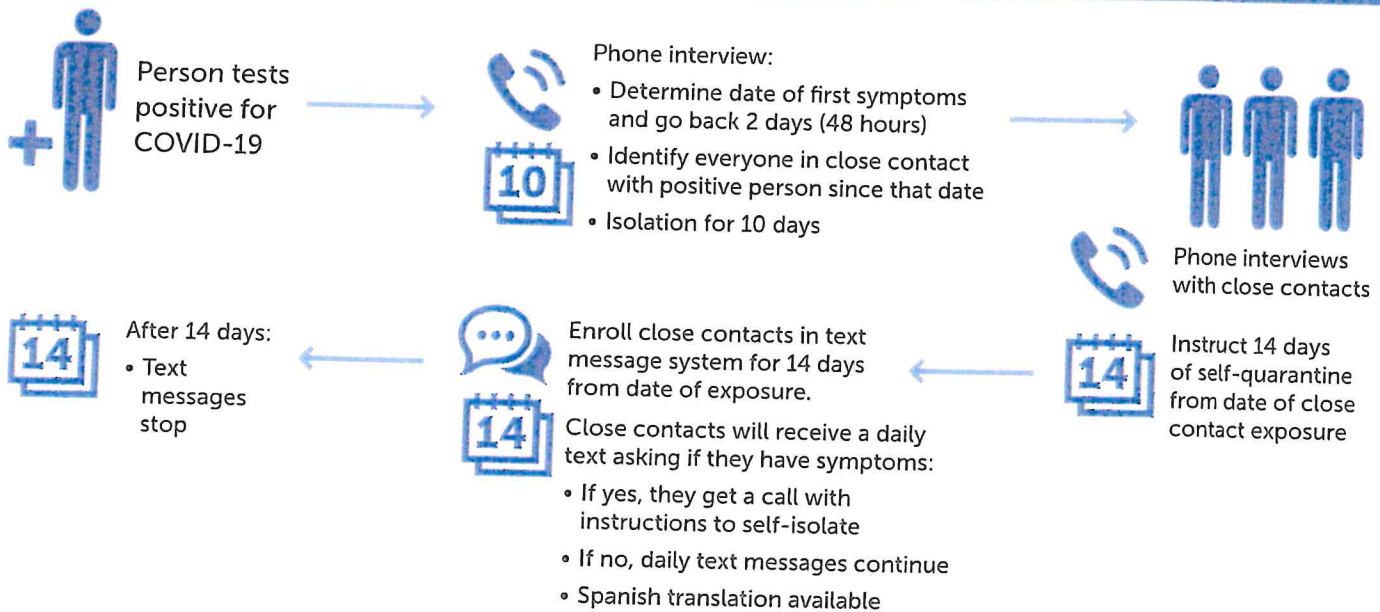 Person tests
positive for
COVID-19
Phone interview:
• Determine date of first symptoms
and go back 2 days (48 hours)
• Identify everyone in close contact
with positive person since that date
• Isolation for 10 days
10
Phone interviews
with close contacts
14
Instruct 14 days
of self-quarantine
from date of close
contact exposure
Enroll close contacts in text
message system for 14 days
from date of exposure.
14
Close contacts will receive a daily
text asking if they have symptoms:
• If yes, they get a call with
instructions to self-isolate
• If no, daily text messages continue
• Spanish translation available
14
After 14 days:
• Text
messages
stop